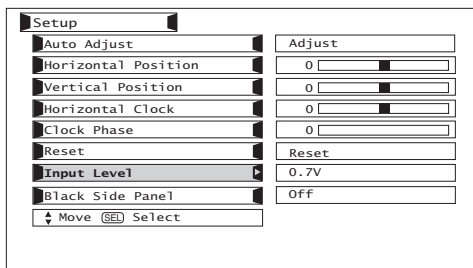 Setup
Auto Adjust Adjust
Horizontal Position 0
Vertical Position 0
Horizontal Clock 0
Clock Phase 0
Reset Reset
Input Level 0.7V
Black Side Panel Off
Move SEL Select